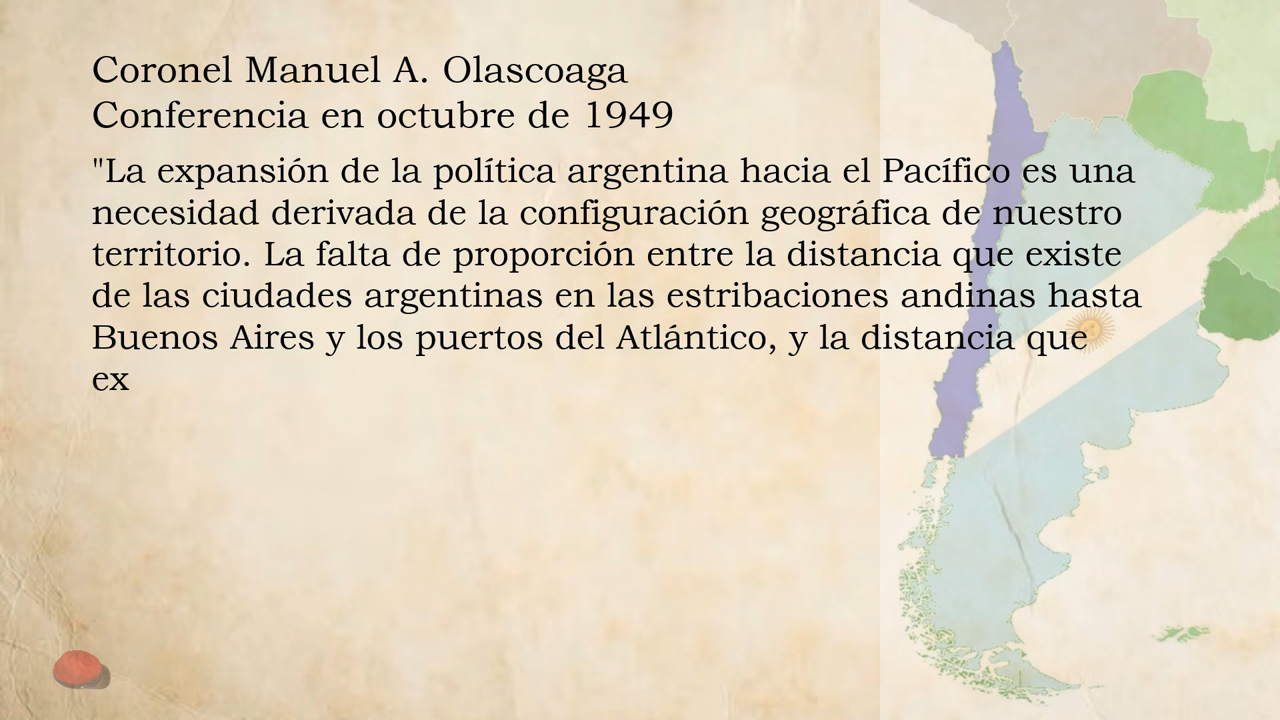 Coronel Manuel A. Olascoaga
Conferencia en octubre de 1949
"La expansión de la política argentina hacia el Pacífico es una
necesidad derivada de la configuración geográfica de nuestro
territorio. La falta de proporción entre la distancia que existe
de las ciudades argentinas en las estribaciones andinas hasta
Buenos Aires y los puertos del Atlántico, y la distancia que
ex